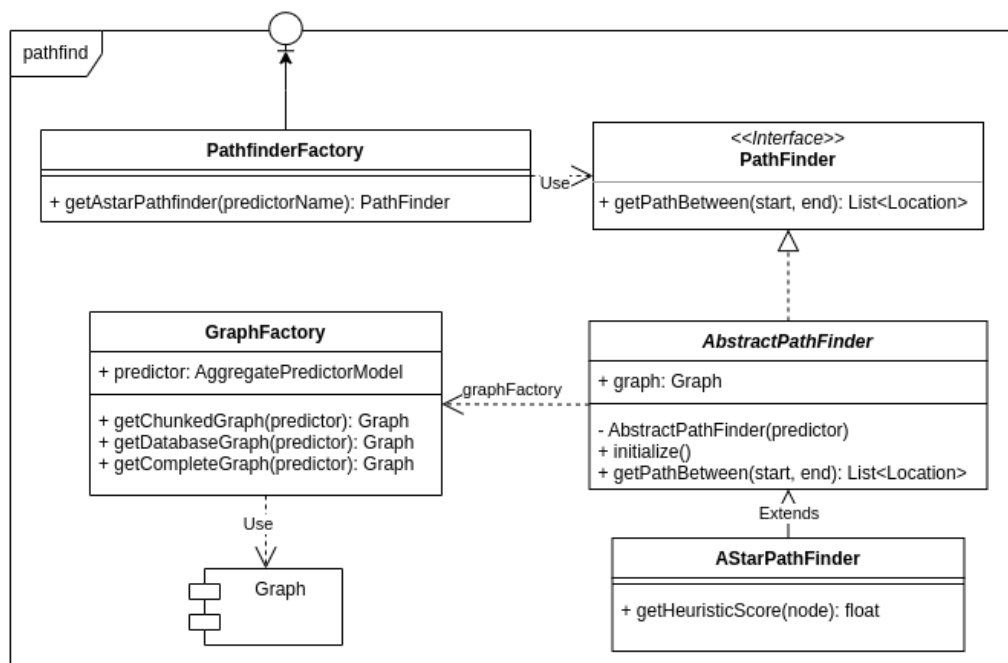 pathfind
PathfinderFactory
+ getAstarPathfinder(predictorName): PathFinder
Use
<<Interface>>
PathFinder
+ getPathBetween(start, end): List<Location>
GraphFactory
+ predictor: AggregatePredictorModel
+ getChunkedGraph(predictor): Graph
+ getDatabaseGraph(predictor): Graph
+ getCompleteGraph(predictor): Graph
graphFactory
AbstractPathFinder
+ graph: Graph
- AbstractPathFinder(predictor)
+ initialize()
+ getPathBetween(start, end): List<Location>
Use
Graph
Extends
AStarPathFinder
+ getHeuristicScore(node): float